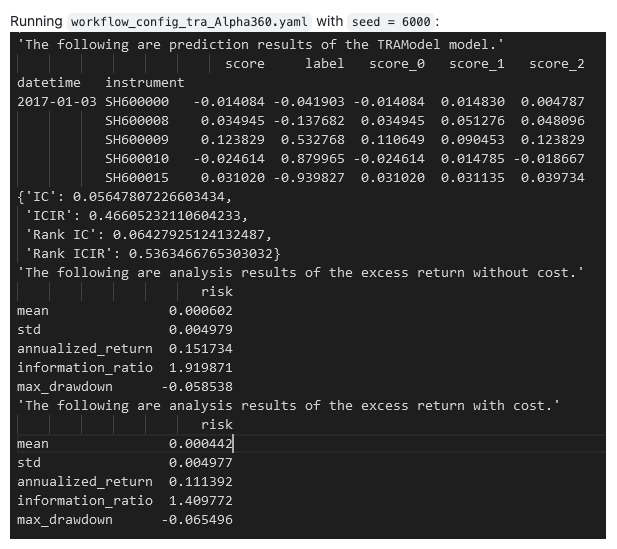 Running workflow_config_tra_Alpha360.yaml with seed = 6000 :
'The following are prediction results of the TRAModel model.'
score label score_0 score_1 score_2
datetime instrument
2017-01-03 SH600000 -0.014084 -0.041903 -0.014084 0.014830 0.004787
SH600008 0.034945 -0.137682 0.034945 0.051276 0.048096
SH600009 0.123829 0.532768 0.110649 0.090453 0.123829
SH600010 -0.024614 0.879965 -0.024614 0.014785 -0.018667
SH600015 0.031020 -0.939827 0.031020 0.031135 0.039734
{'IC': 0.05647807226603434,
'ICIR': 0.46605232110604233,
'Rank IC': 0.06427925124132487,
'Rank ICIR': 0.5363466765303032}
'The following are analysis results of the excess return without cost.'
risk
mean 0.000602
std 0.004979
annualized_return 0.151734
information_ratio 1.919871
max_drawdown -0.058538
'The following are analysis results of the excess return with cost.'
risk
mean 0.000442
std 0.004977
annualized_return 0.111392
information_ratio 1.409772
max_drawdown -0.065496